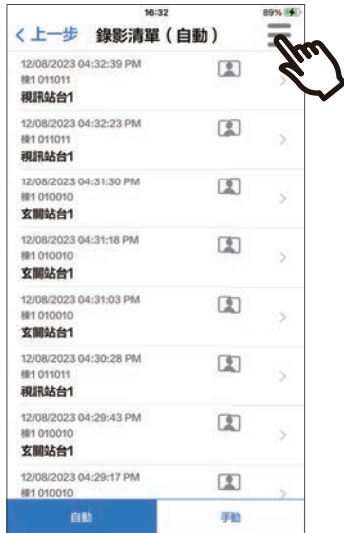 16:32
89%
上一步 錄影清單(自動)
12/08/2023 04:32:39 PM
棟1 011011
視訊站台1
12/08/2023 04:32:23 PM
棟1 011011
視訊站台1
12/08/2023 04:31:30 PM
棟1 010010
玄關站台1
12/08/2023 04:31:18 PM
棟1 010010
玄關站台1
12/08/2023 04:31:03 PM
棟1 010010
玄關站台1
12/08/2023 04:30:28 PM
棟1 011011
視訊站台1
12/08/2023 04:29:43 PM
棟1 010010
玄關站台1
12/08/2023 04:29:17 PM
棟1 010010
自動 手動